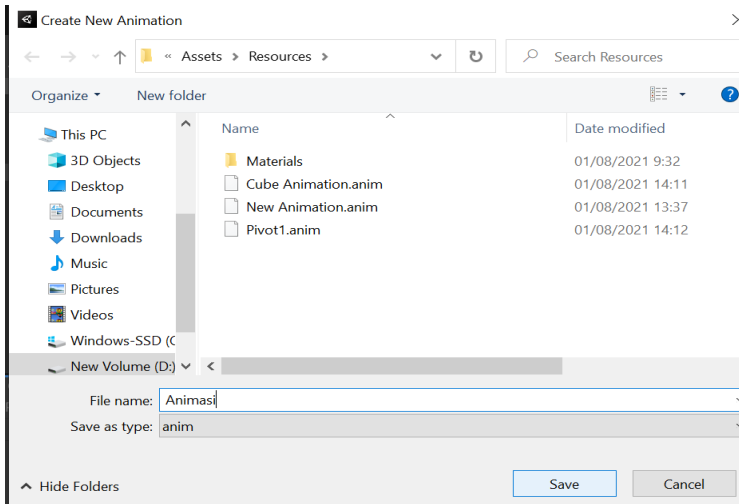 Create New Animation
« Assets > Resources >
Search Resources
Organize
New folder
?
Name
Date modified
This PC
3D Objects
Desktop
Documents
Downloads
Music
Pictures
Videos
Windows-SSD (C
New Volume (D:)
Materials 01/08/2021 9:32
Cube Animation.anim 01/08/2021 14:11
New Animation.anim 01/08/2021 13:37
Pivot1.anim 01/08/2021 14:12
File name: Animasi
Save as type: anim
Hide Folders
Save
Cancel